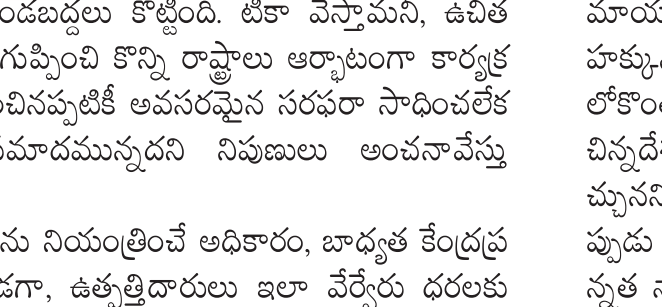 డబద్దలు కొట్టింది. టీకా వేస్తామని, ఉచిత
గుప్పించి కొన్ని రాష్ట్రాలు ఆర్భాటంగా కార్యక్ర
చినప్పటికీ అవసరమైన సరఫరా సాధించలేక
మాదమున్నదని నిపుణులు అంచనావేస్తు
ను నియంత్రించే అధికారం, బాధ్యత కేంద్రప్ర
డగా, ఉత్పత్తిదారులు ఇలా వేర్వేరు ధరలకు
మాయ
హక్కు
లోకొం
చిన్నదే
చ్చునని
ప్పుడు
న్నత